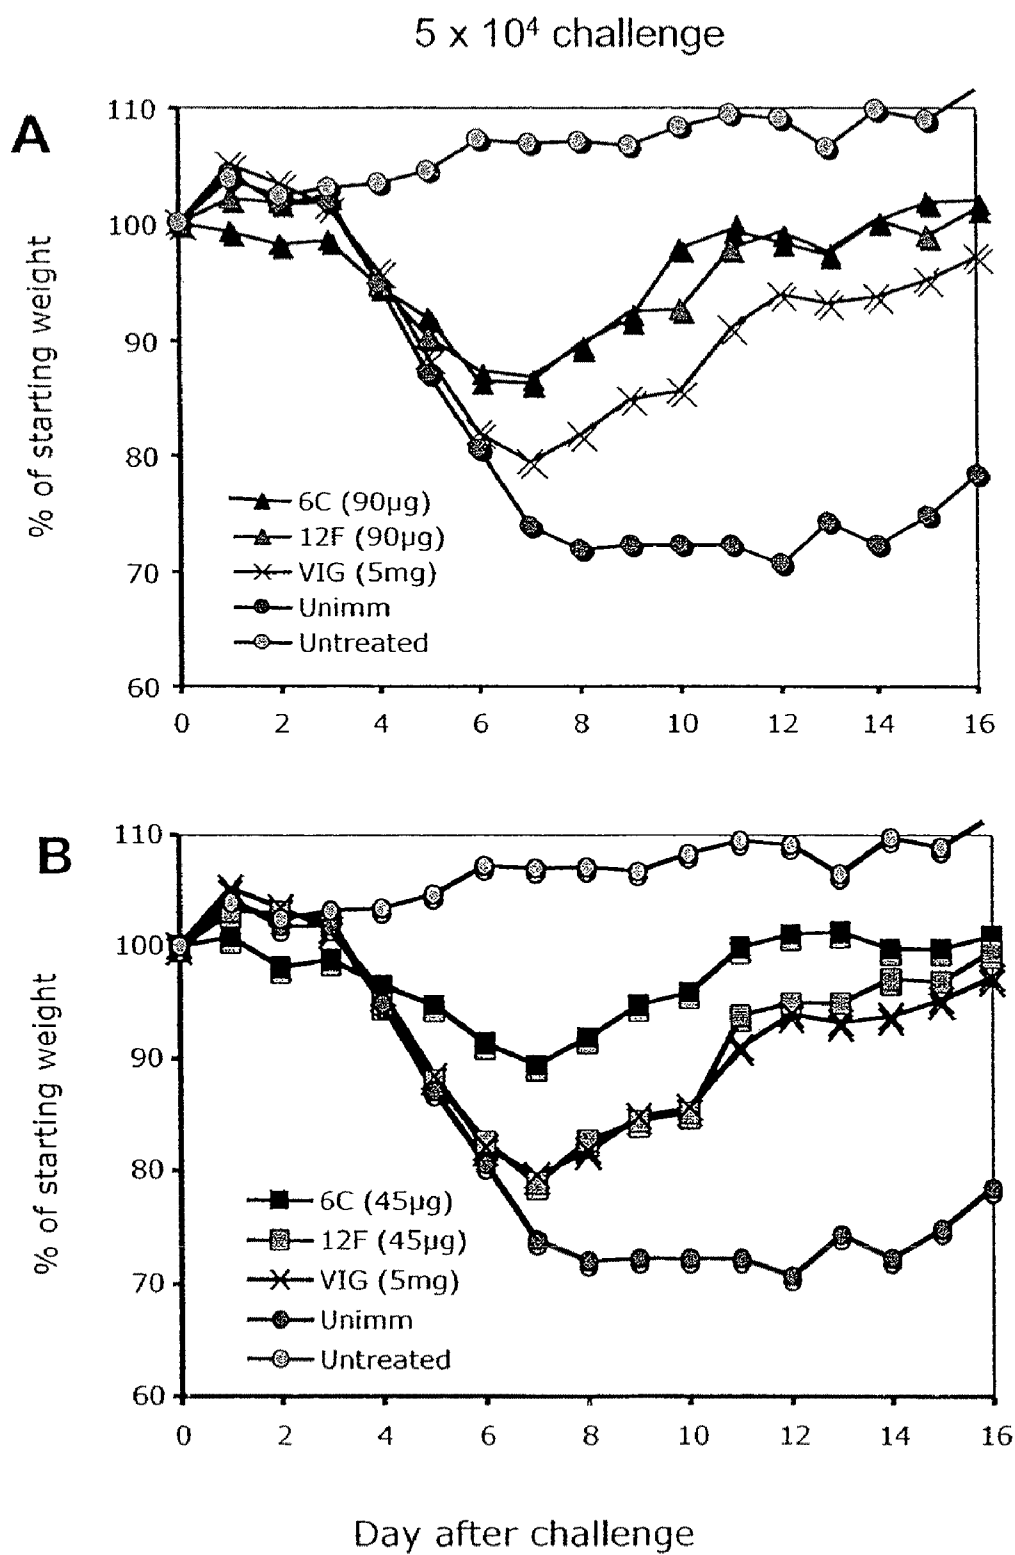 5 x 10⁴ challenge
A
% of starting weight
110
100
90
80
70
60
6C (90µg)
12F (90µg)
VIG (5mg)
Unimm
Untreated
0 2 4 6 8 10 12 14 16
B
% of starting weight
110
100
90
80
70
60
6C (45µg)
12F (45µg)
VIG (5mg)
Unimm
Untreated
0 2 4 6 8 10 12 14 16
Day after challenge